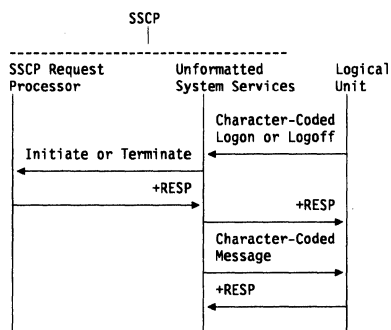 SSCP
SSCP Request Unformatted Logical
Processor System Services Unit
Character-Coded
Logon or Logoff
Initiate or Terminate
+RESP
+RESP
Character-Coded
Message
+RESP